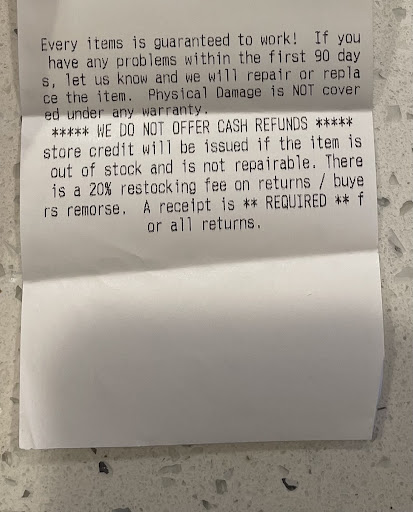 Every items is guaranteed to work!  If you
have any problems within the first 90 day
s, let us know and we will repair or repla
ce the item.  Physical Damage is NOT cover
ed under any warranty.
***** WE DO NOT OFFER CASH REFUNDS *****
store credit will be issued if the item is
out of stock and is not repairable. There
is a 20% restocking fee on returns / buye
rs remorse.  A receipt is ** REQUIRED ** f
or all returns.